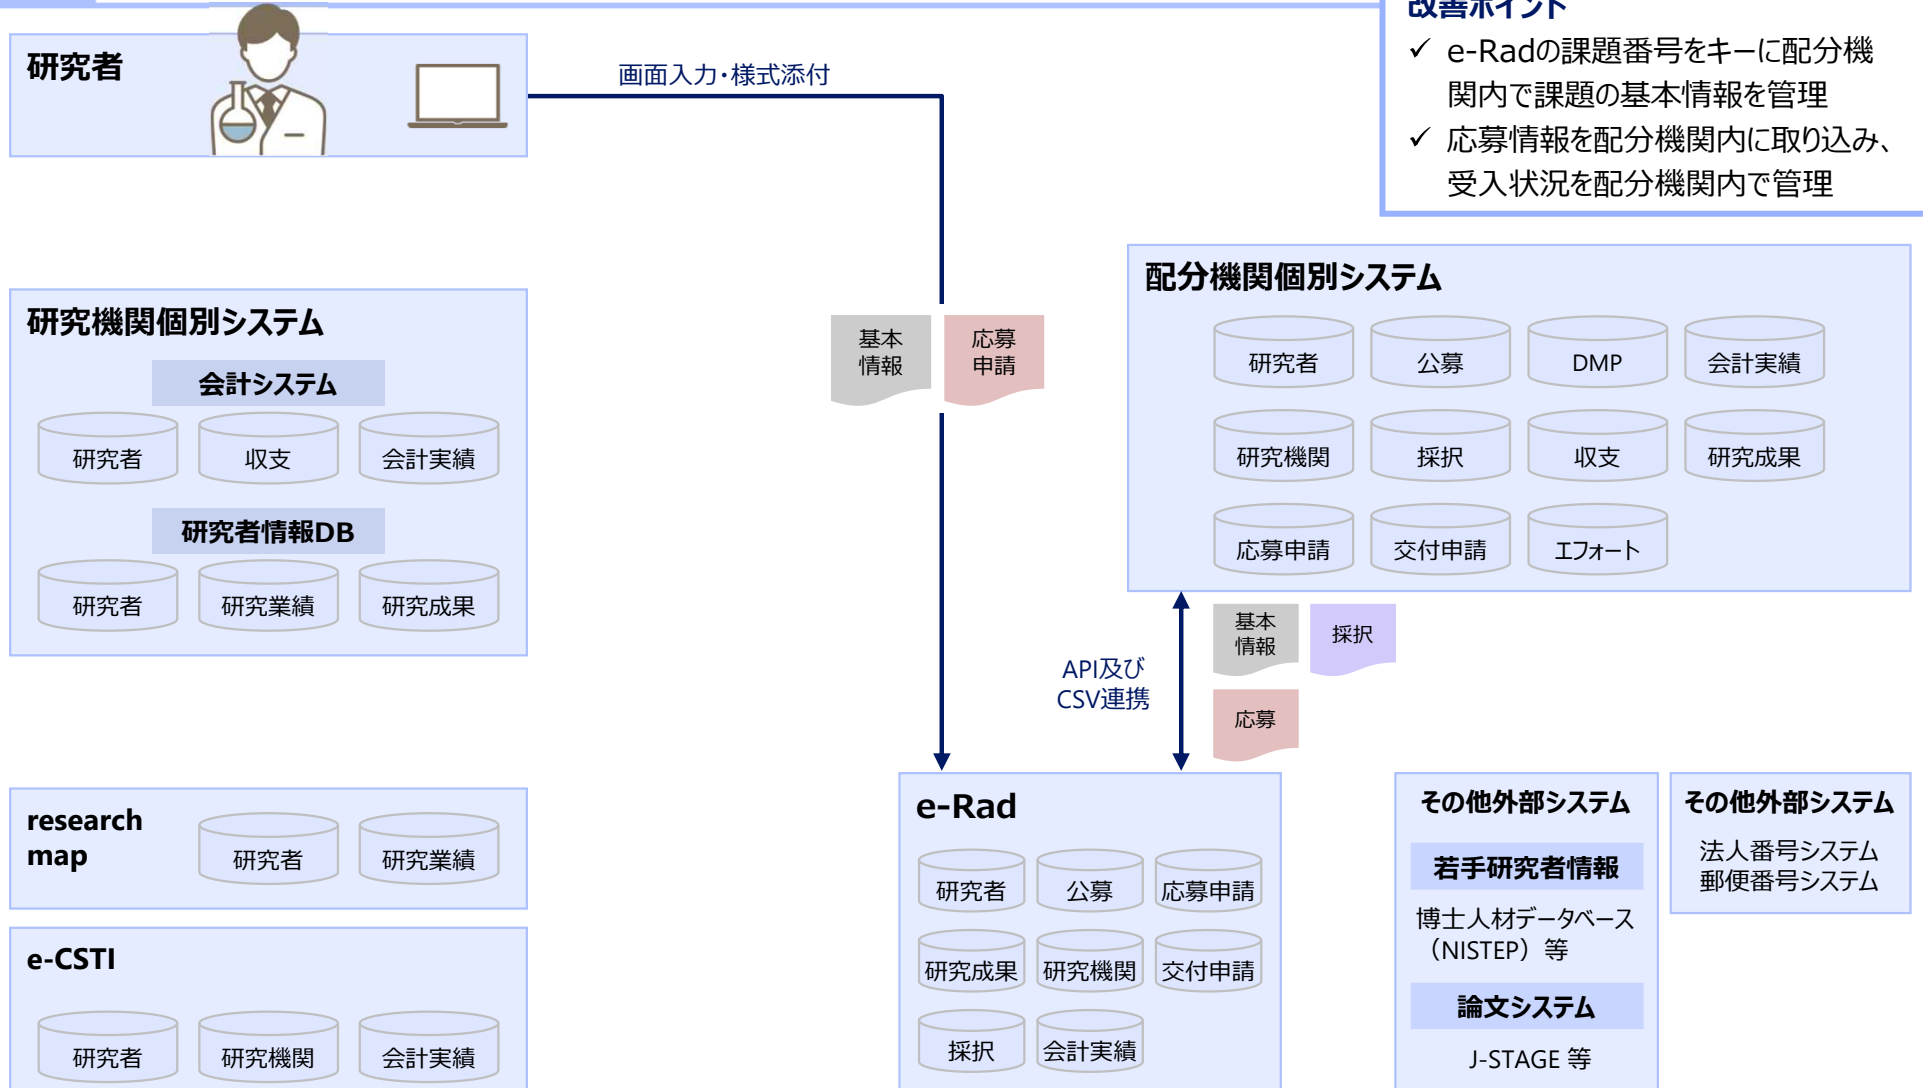 改善ポイント
✓ e-Radの課題番号をキーに配分機
関内で課題の基本情報を管理
✓ 応募情報を配分機関内に取り込み、
受入状況を配分機関内で管理
研究者
画面入力・様式添付
基本
情報
応募
申請
研究機関個別システム
会計システム
研究者
収支
会計実績
研究者情報DB
研究者
研究業績
研究成果
配分機関個別システム
研究者
公募
DMP
会計実績
研究機関
採択
収支
研究成果
応募申請
交付申請
エフォート
API及び
CSV連携
基本
情報
採択
応募
research
map
研究者
研究業績
e-CSTI
研究者
研究機関
会計実績
e-Rad
研究者
公募
応募申請
研究成果
研究機関
交付申請
採択
会計実績
その他外部システム
若手研究者情報
博士人材データベース
（NISTEP）等
論文システム
J-STAGE 等
その他外部システム
法人番号システム
郵便番号システム